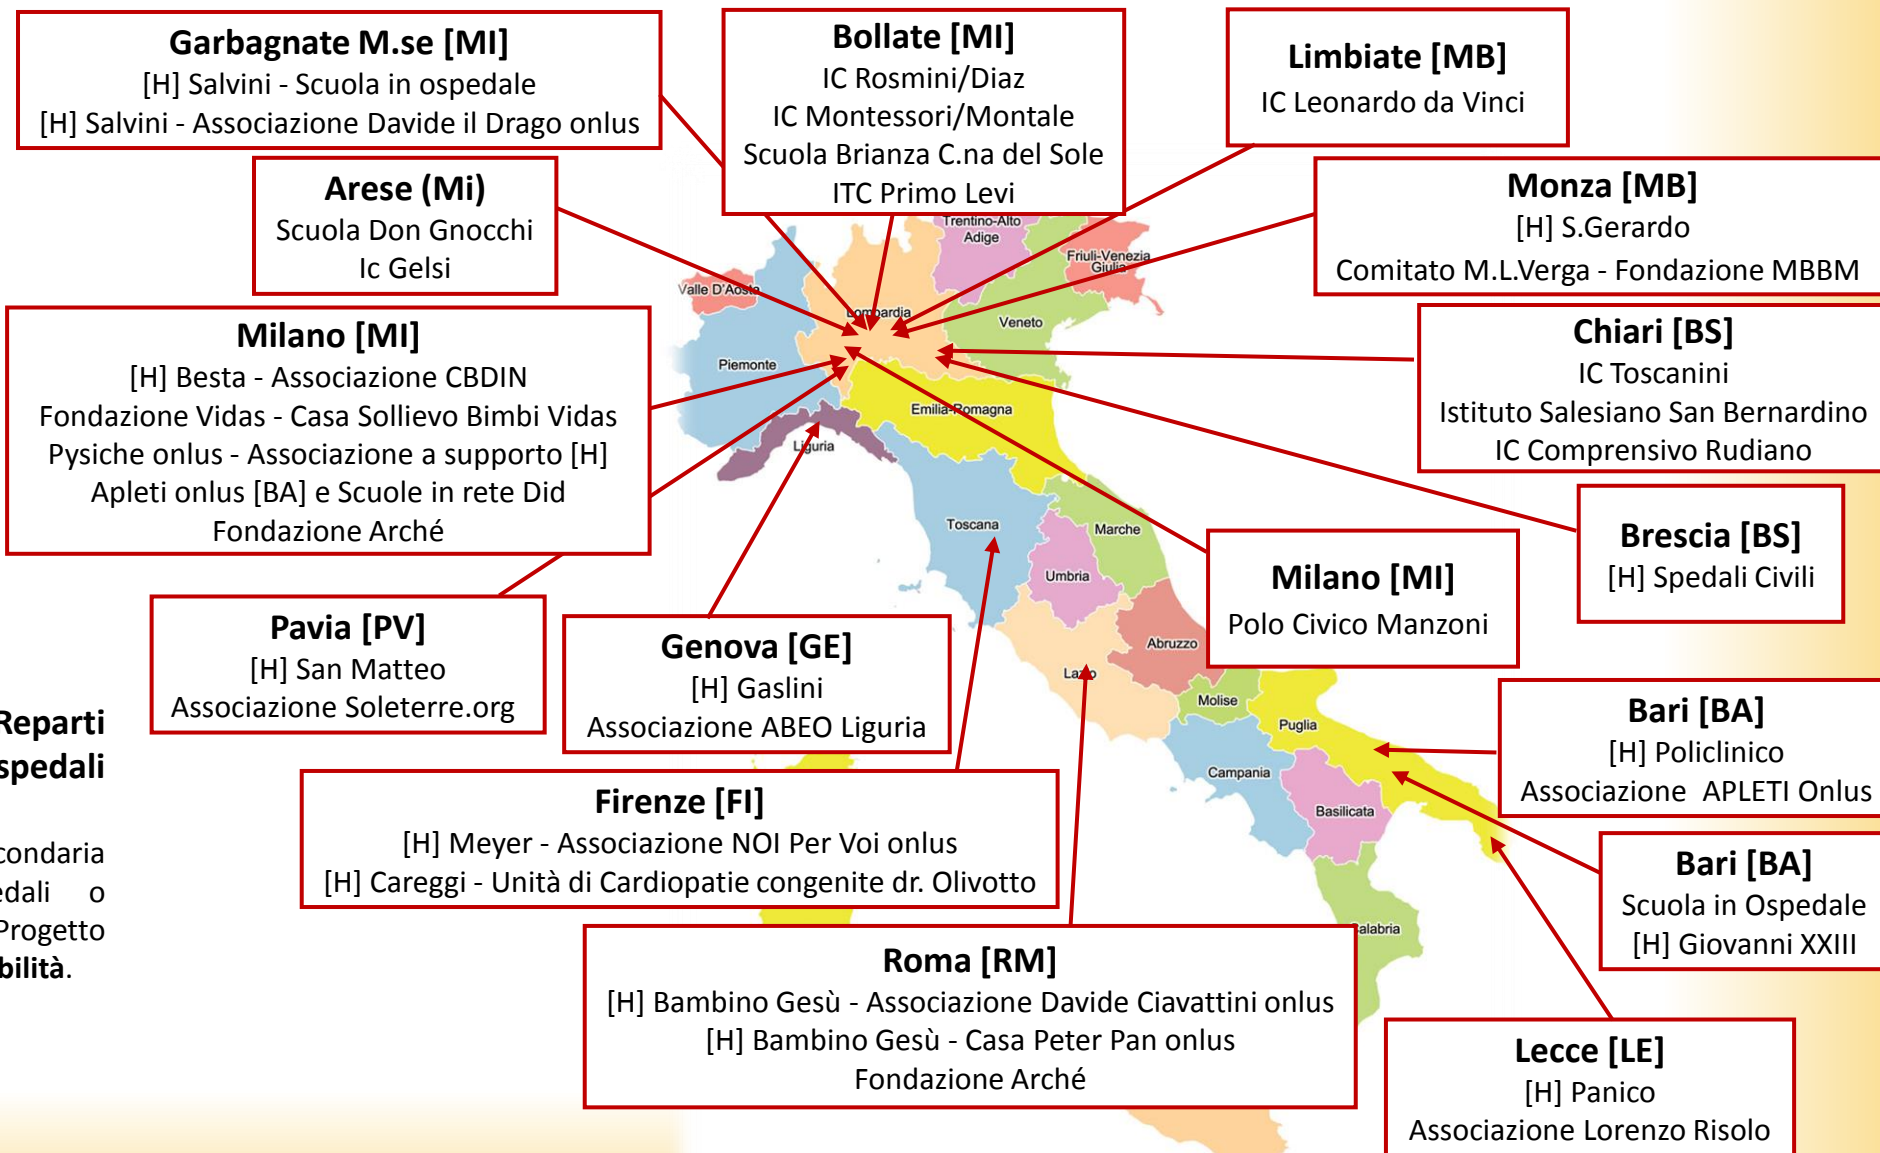 Garbagnate M.se [MI]
[H] Salvini - Scuola in ospedale
[H] Salvini - Associazione Davide il Drago onlus
Bollate [MI]
IC Rosmini/Diaz
IC Montessori/Montale
Scuola Brianza C.na del Sole
ITC Primo Levi
Limbiate [MB]
IC Leonardo da Vinci
Arese (Mi)
Scuola Don Gnocchi
Ic Gelsi
Monza [MB]
[H] S.Gerardo
Comitato M.L.Verga - Fondazione MBBM
Milano [MI]
[H] Besta - Associazione CBDIN
Fondazione Vidas - Casa Sollievo Bimbi Vidas
Pysiche onlus - Associazione a supporto [H]
Apleti onlus [BA] e Scuole in rete Did
Fondazione Arché
Chiari [BS]
IC Toscanini
Istituto Salesiano San Bernardino
IC Comprensivo Rudiano
Brescia [BS]
[H] Spedali Civili
Milano [MI]
Polo Civico Manzoni
Pavia [PV]
[H] San Matteo
Associazione Soleterre.org
Genova [GE]
[H] Gaslini
Associazione ABEO Liguria
Bari [BA]
[H] Policlinico
Associazione APLETI Onlus
Firenze [FI]
[H] Meyer - Associazione NOI Per Voi onlus
[H] Careggi - Unità di Cardiopatie congenite dr. Olivotto
Bari [BA]
Scuola in Ospedale
[H] Giovanni XXIII
Roma [RM]
[H] Bambino Gesù - Associazione Davide Ciavattini onlus
[H] Bambino Gesù - Casa Peter Pan onlus
Fondazione Arché
Lecce [LE]
[H] Panico
Associazione Lorenzo Risolo
Reparti
spedali
condaria
edali o
Progetto
bilità.
Trentino-Alto
Adige
Friuli-Venezia
Giulia
Valle D'Aosta
Lombardia
Veneto
Piemonte
Emilia-Romagna
Liguria
Toscana
Marche
Umbria
Abruzzo
Lazio
Molise
Puglia
Campania
Basilicata
Calabria